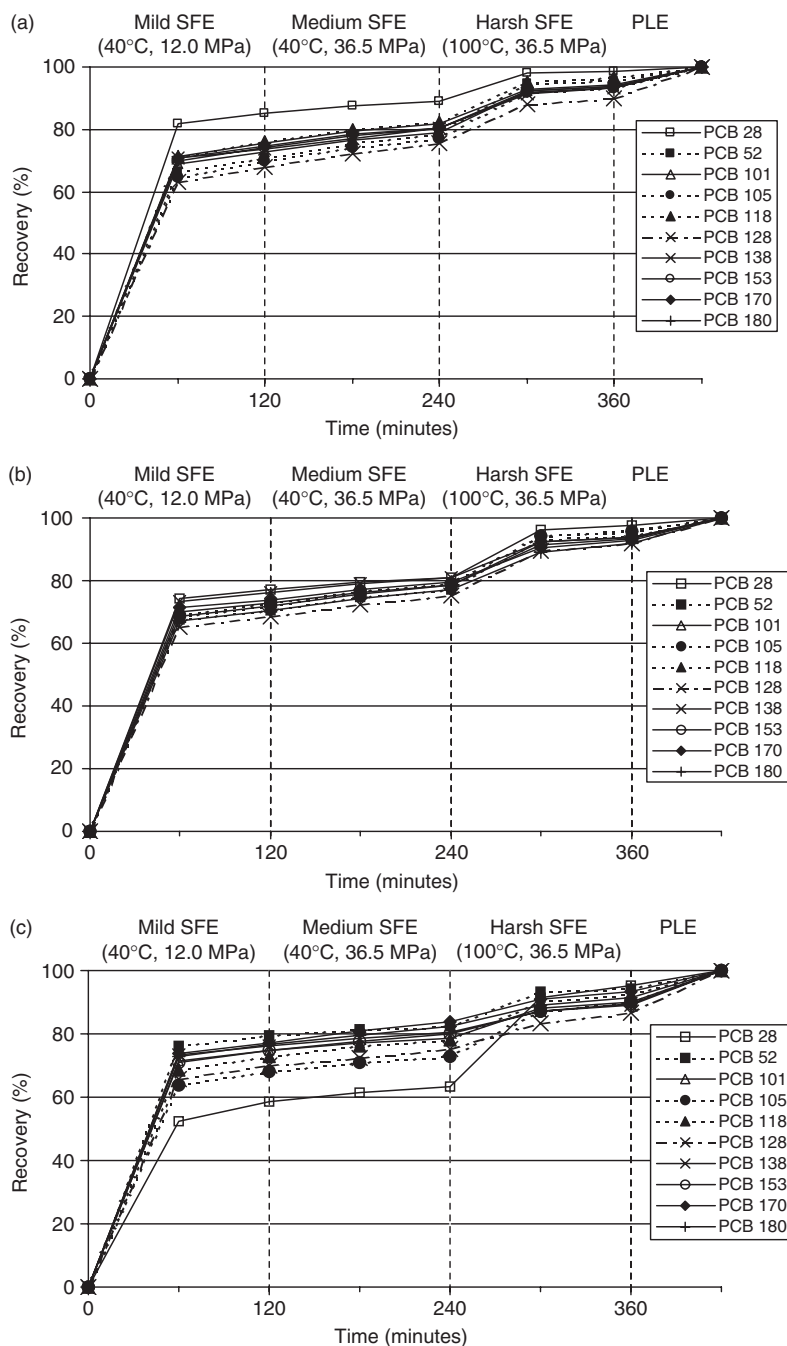 (a)
Mild SFE Medium SFE Harsh SFE PLE
(40°C, 12.0 MPa) (40°C, 36.5 MPa) (100°C, 36.5 MPa)
100
80
60
40
20
0
Recovery (%)
0 120 240 360
Time (minutes)
PCB 28
PCB 52
PCB 101
PCB 105
PCB 118
PCB 128
PCB 138
PCB 153
PCB 170
PCB 180
(b)
Mild SFE Medium SFE Harsh SFE PLE
(40°C, 12.0 MPa) (40°C, 36.5 MPa) (100°C, 36.5 MPa)
100
80
60
40
20
0
Recovery (%)
0 120 240 360
Time (minutes)
PCB 28
PCB 52
PCB 101
PCB 105
PCB 118
PCB 128
PCB 138
PCB 153
PCB 170
PCB 180
(c)
Mild SFE Medium SFE Harsh SFE PLE
(40°C, 12.0 MPa) (40°C, 36.5 MPa) (100°C, 36.5 MPa)
100
80
60
40
20
0
Recovery (%)
0 120 240 360
Time (minutes)
PCB 28
PCB 52
PCB 101
PCB 105
PCB 118
PCB 128
PCB 138
PCB 153
PCB 170
PCB 180